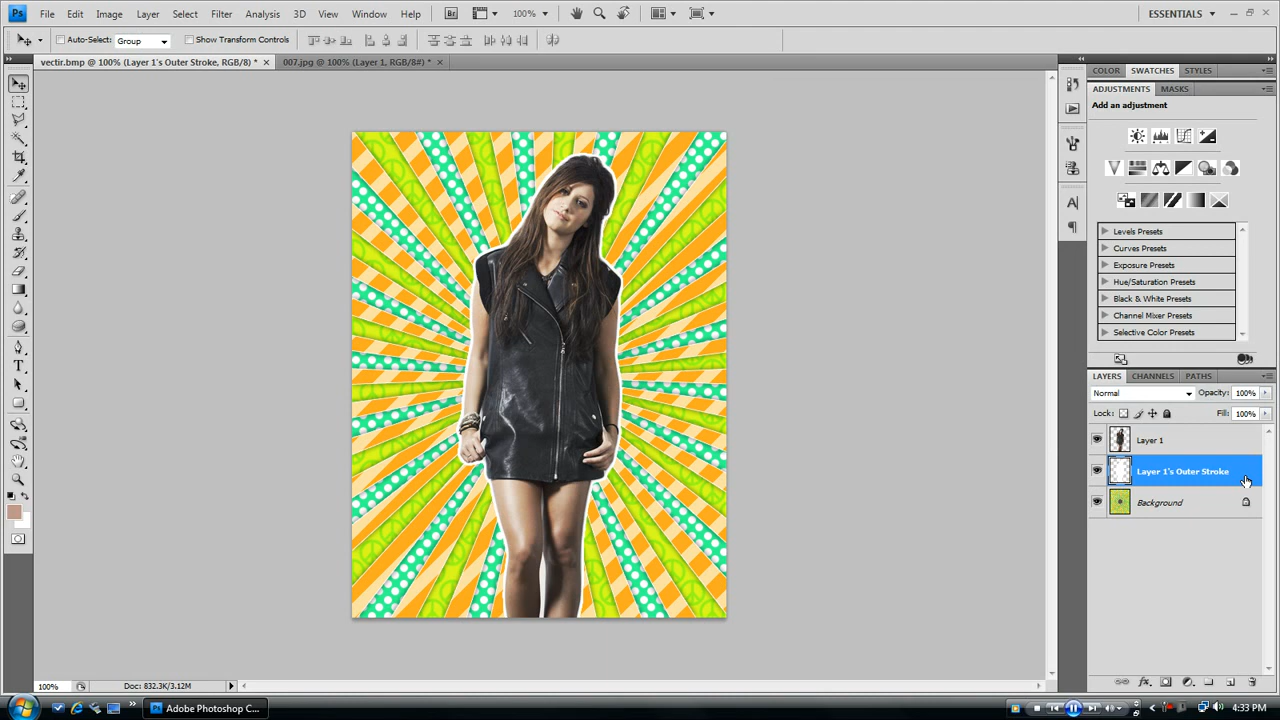 Ps File Edit Image Layer Select Filter Analysis 3D View Window Help Br 100% ESSENTIALS
Auto-Select: Group Show Transform Controls
vectir.bmp @ 100% (Layer 1's Outer Stroke, RGB/8) * × 007.jpg @ 100% (Layer 1, RGB/8#) * ×
COLOR SWATCHES STYLES
ADJUSTMENTS MASKS
Add an adjustment
Levels Presets
Curves Presets
Exposure Presets
Hue/Saturation Presets
Black & White Presets
Channel Mixer Presets
Selective Color Presets
LAYERS CHANNELS PATHS
Normal Opacity: 100%
Lock: Fill: 100%
Layer 1
Layer 1's Outer Stroke
Background
100% Doc: 832.3K/3.12M
Ps Adobe Photoshop C... 4:33 PM